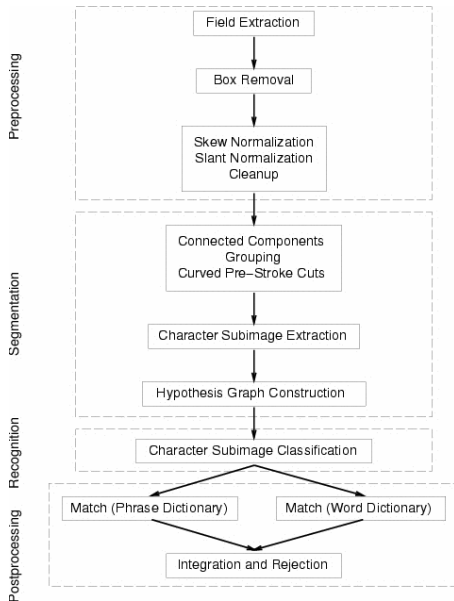 Preprocessing
Field Extraction
Box Removal
Skew Normalization
Slant Normalization
Cleanup
Segmentation
Connected Components
Grouping
Curved Pre-Stroke Cuts
Character Subimage Extraction
Hypothesis Graph Construction
Recognition
Character Subimage Classification
Postprocessing
Match (Phrase Dictionary)
Match (Word Dictionary)
Integration and Rejection